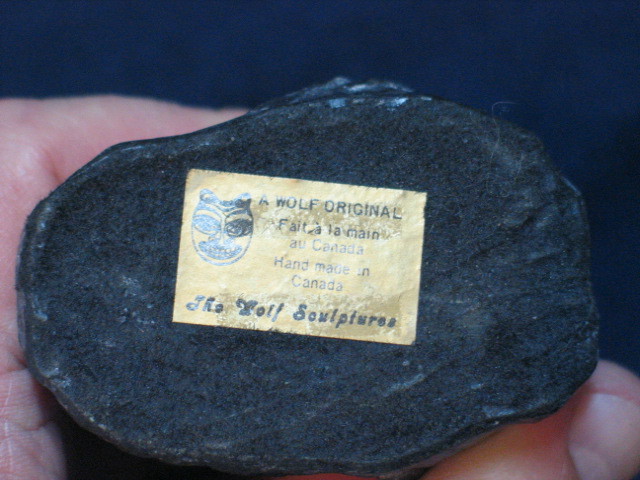 A WOLF ORIGINAL
Fait à la main
au Canada
Hand made in
Canada
The Wolf Sculptures